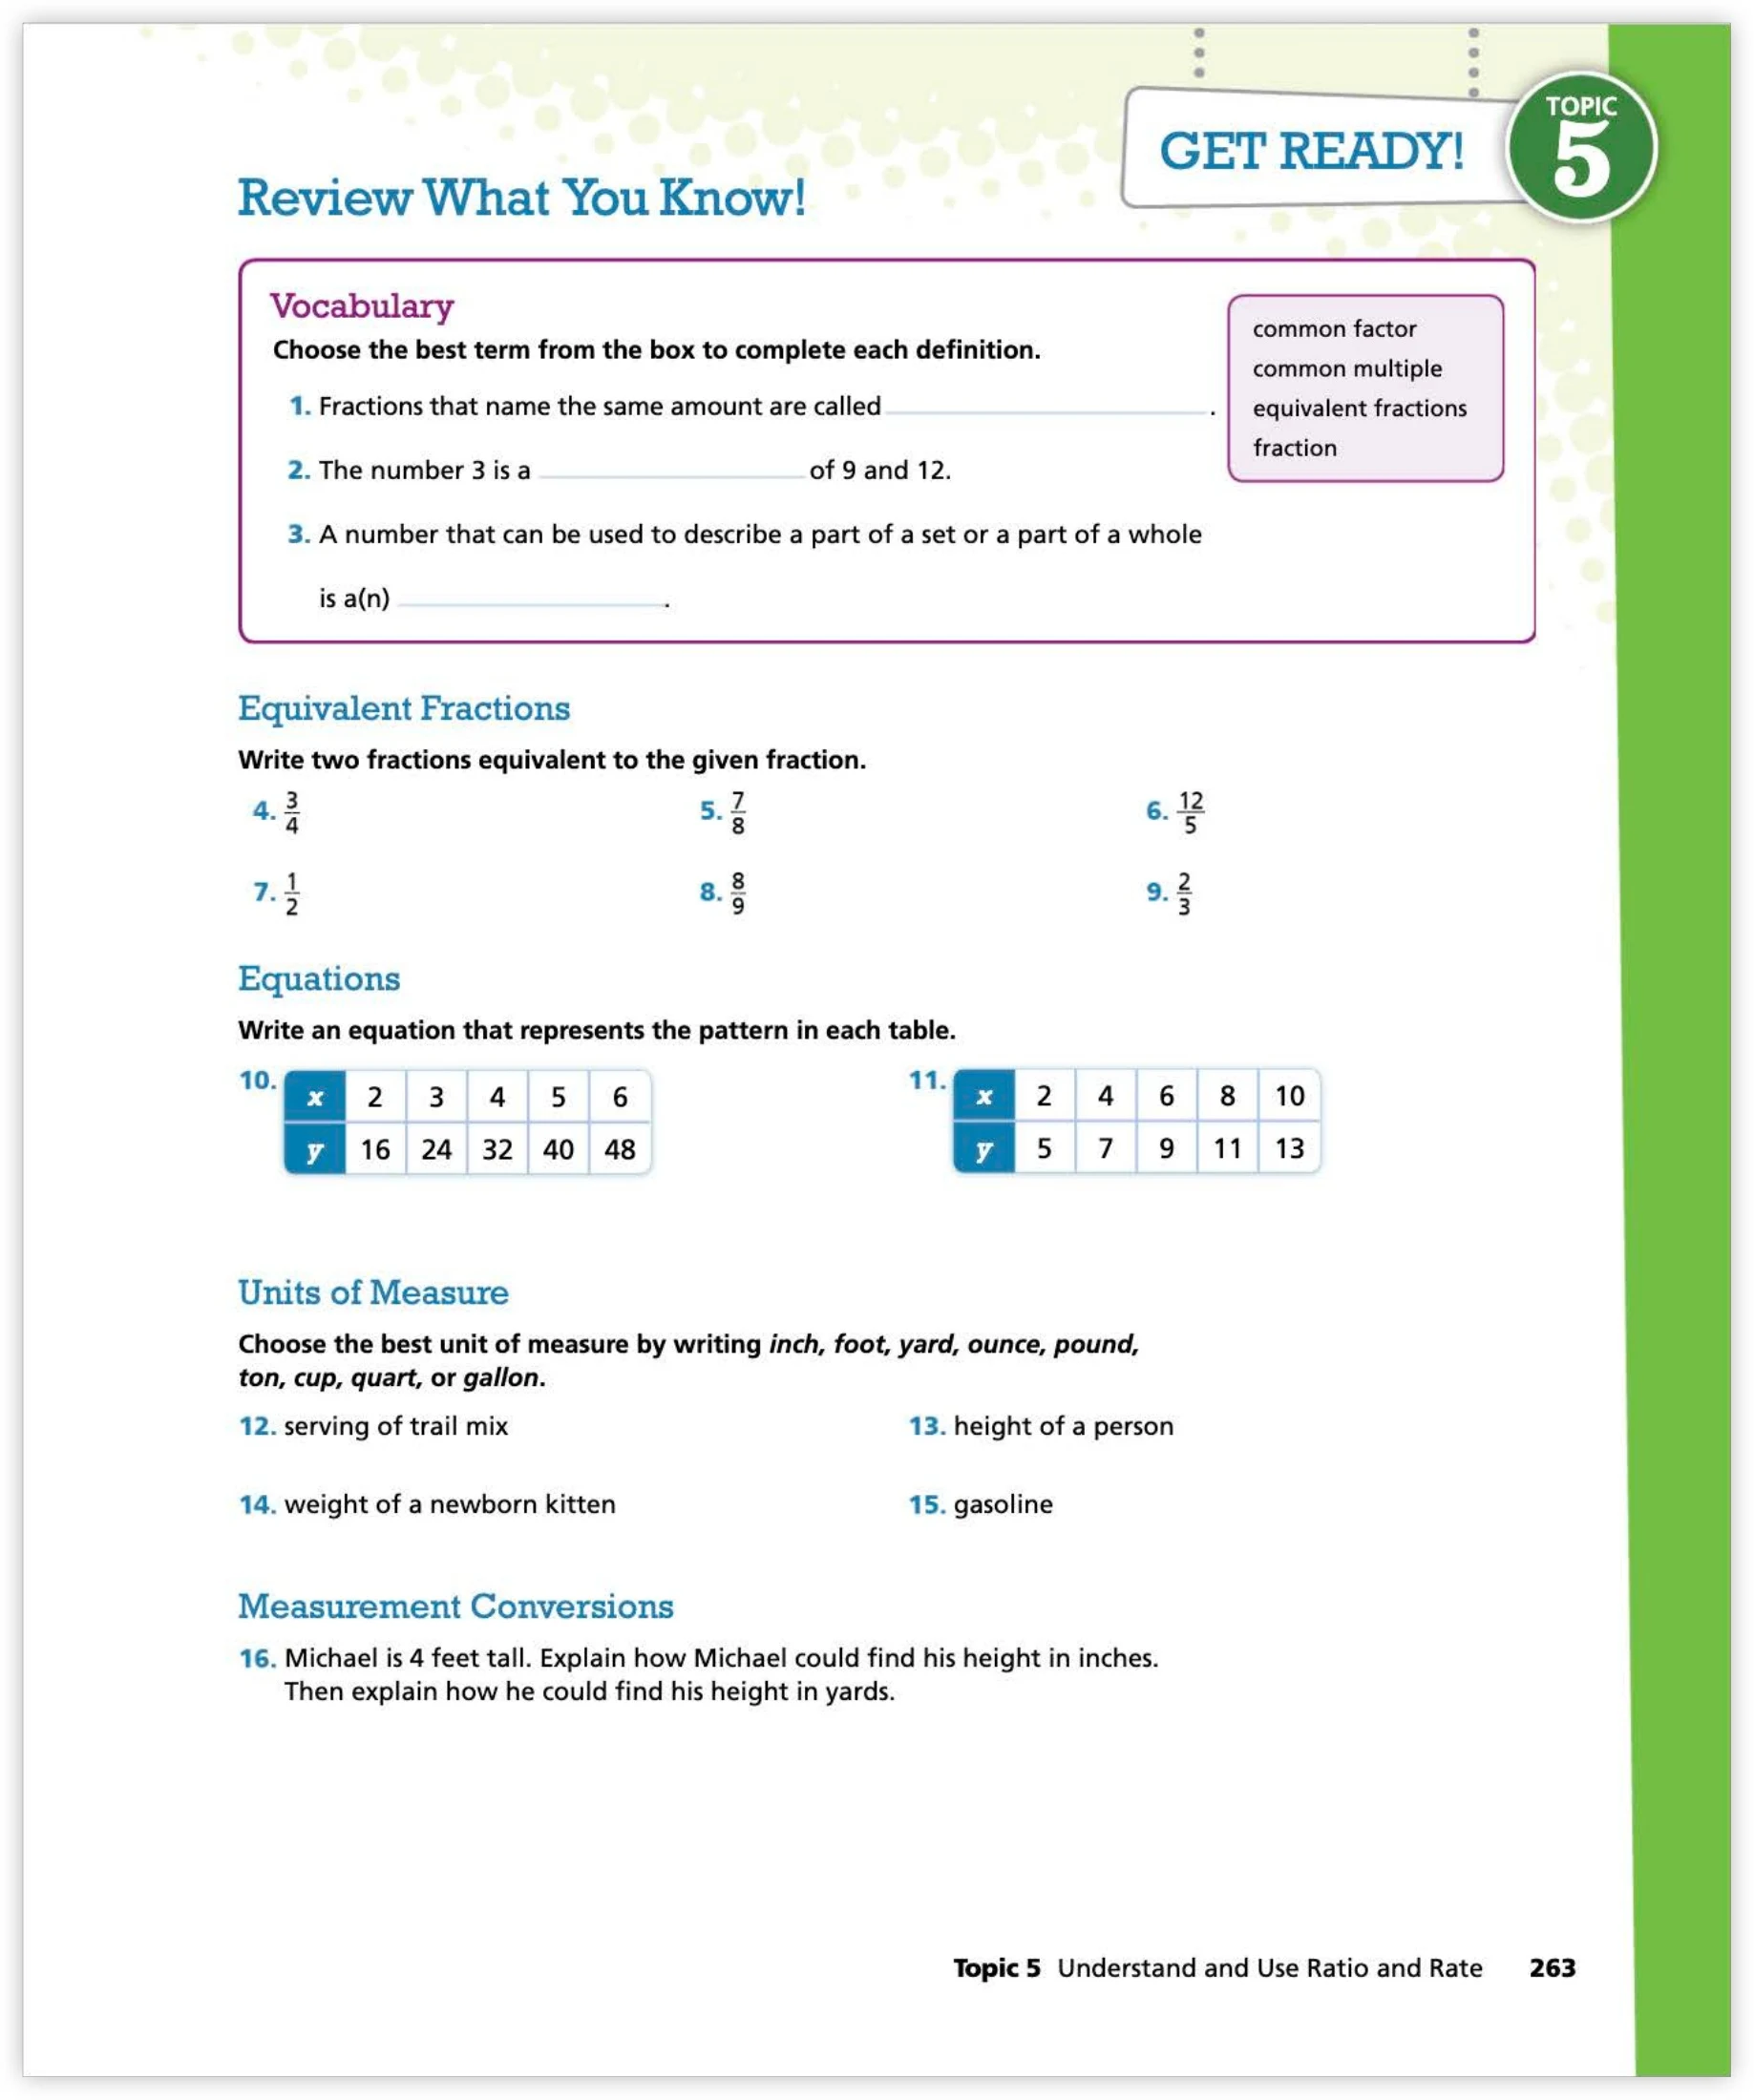 GET READY!
TOPIC
5
Review What You Know!
Vocabulary
Choose the best term from the box to complete each definition.
common factor
common multiple
equivalent fractions
fraction
1. Fractions that name the same amount are called .
2. The number 3 is a of 9 and 12.
3. A number that can be used to describe a part of a set or a part of a whole
is a(n) .
Equivalent Fractions
Write two fractions equivalent to the given fraction.
4. 3/4 5. 7/8 6. 12/5
7. 1/2 8. 8/9 9. 2/3
Equations
Write an equation that represents the pattern in each table.
10.
x 2 3 4 5 6
y 16 24 32 40 48
11.
x 2 4 6 8 10
y 5 7 9 11 13
Units of Measure
Choose the best unit of measure by writing inch, foot, yard, ounce, pound,
ton, cup, quart, or gallon.
12. serving of trail mix 13. height of a person
14. weight of a newborn kitten 15. gasoline
Measurement Conversions
16. Michael is 4 feet tall. Explain how Michael could find his height in inches.
Then explain how he could find his height in yards.
Topic 5 Understand and Use Ratio and Rate 263